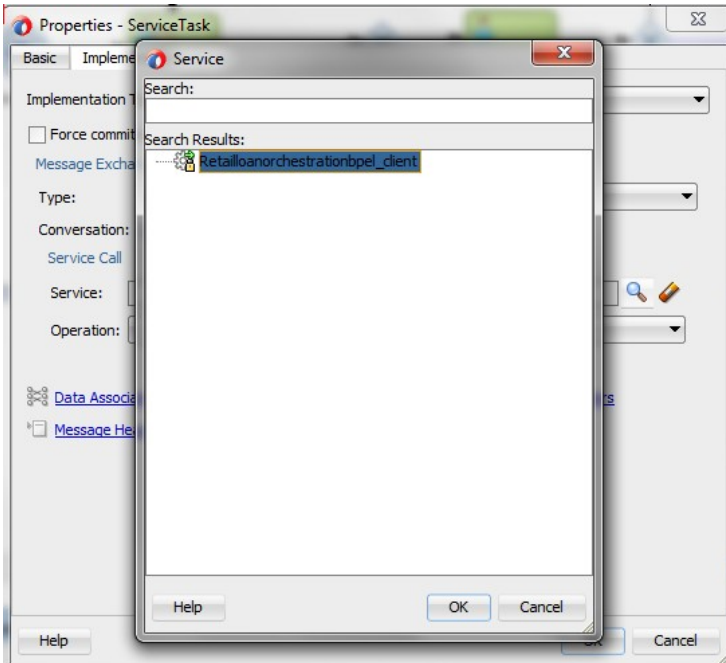 Properties - ServiceTask
Basic
Impleme
Service
Search:
Implementation T
Force commit
Search Results:
Retailloanorchestrationbpel_client
Message Excha
Type:
Conversation:
Service Call
Service:
Operation:
Data Associa
rs
Message He
Help
OK
Cancel
Help
Cancel